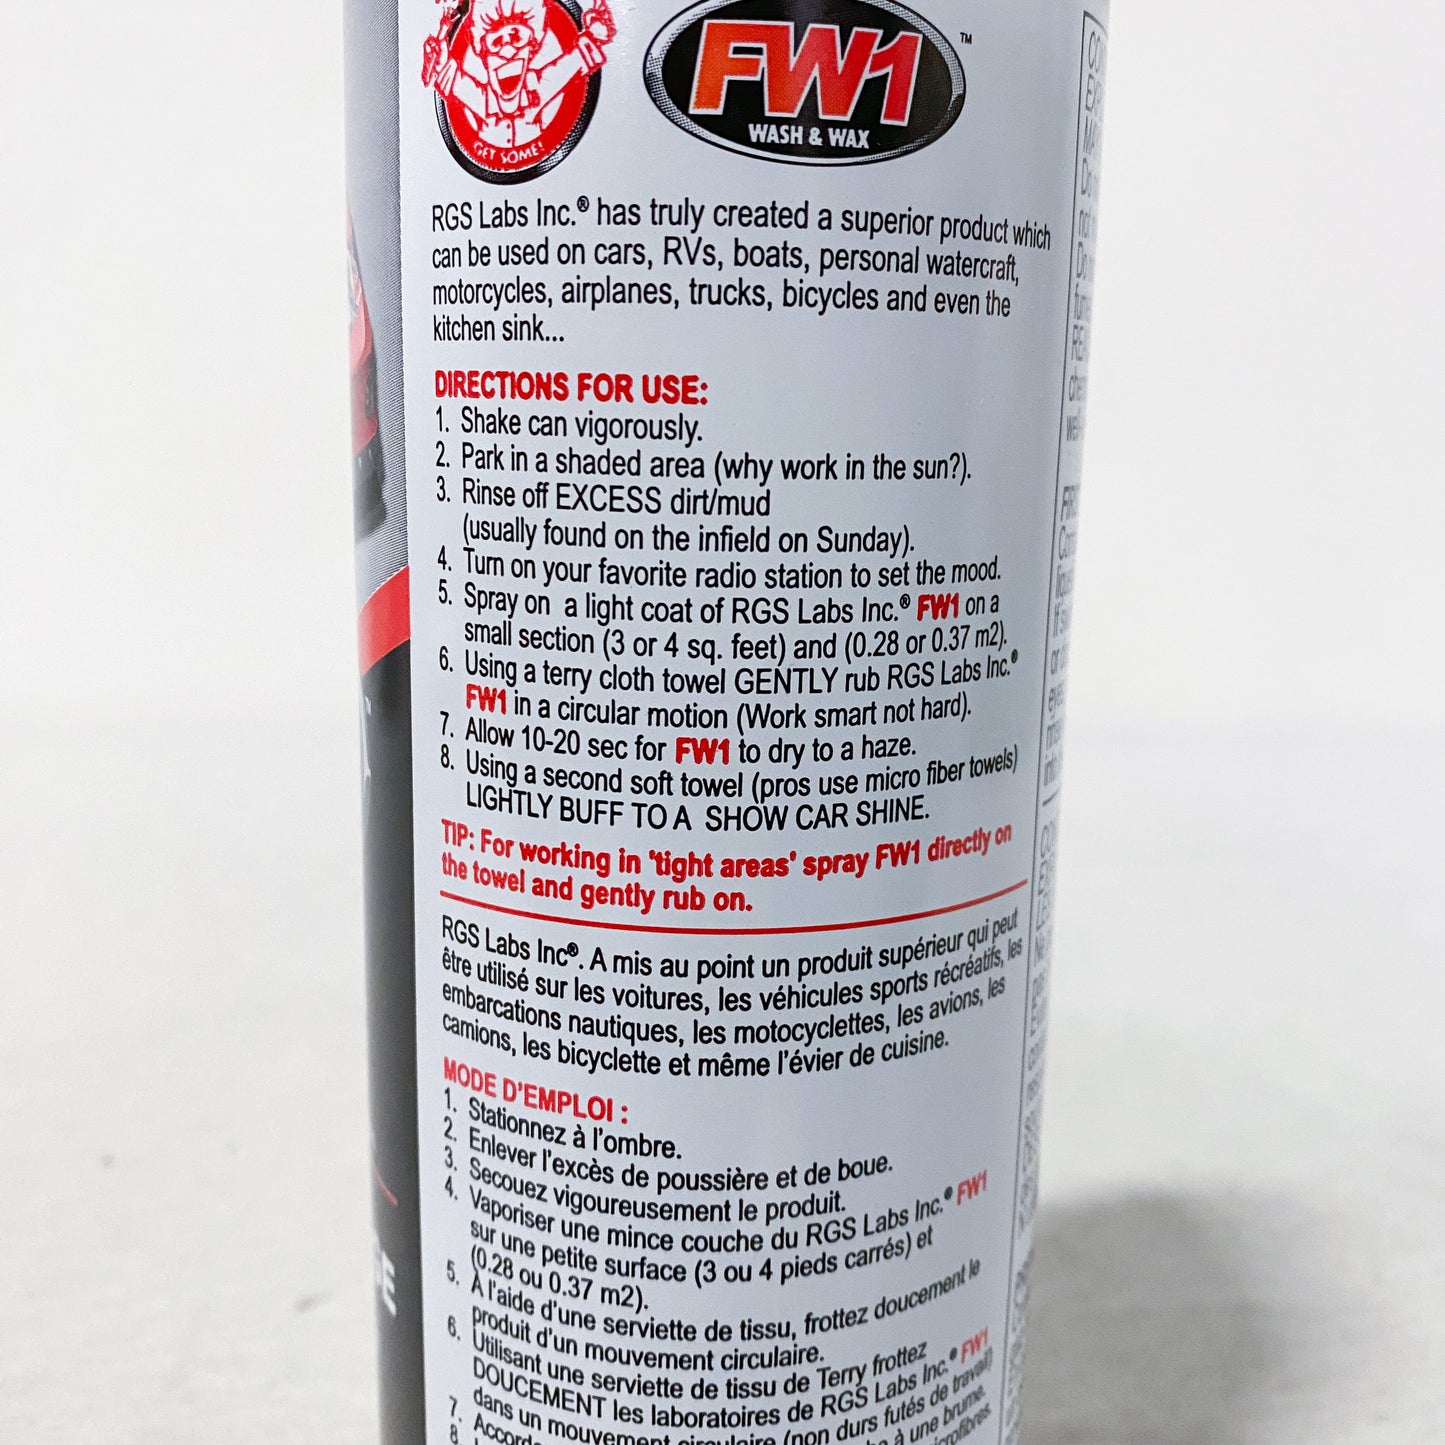 GET SOME!
FW1 ™
WASH & WAX
RGS Labs Inc.® has truly created a superior product which
can be used on cars, RVs, boats, personal watercraft,
motorcycles, airplanes, trucks, bicycles and even the
kitchen sink...
DIRECTIONS FOR USE:
1. Shake can vigorously.
2. Park in a shaded area (why work in the sun?).
3. Rinse off EXCESS dirt/mud
(usually found on the infield on Sunday).
4. Turn on your favorite radio station to set the mood.
5. Spray on a light coat of RGS Labs Inc.® FW1 on a
small section (3 or 4 sq. feet) and (0.28 or 0.37 m2).
6. Using a terry cloth towel GENTLY rub RGS Labs Inc.®
FW1 in a circular motion (Work smart not hard).
7. Allow 10-20 sec for FW1 to dry to a haze.
8. Using a second soft towel (pros use micro fiber towels)
LIGHTLY BUFF TO A SHOW CAR SHINE.
TIP: For working in 'tight areas' spray FW1 directly on
the towel and gently rub on.
RGS Labs Inc®. A mis au point un produit supérieur qui peut
être utilisé sur les voitures, les véhicules sports récréatifs, les
embarcations nautiques, les motocyclettes, les avions, les
camions, les bicyclette et même l'évier de cuisine.
MODE D'EMPLOI :
1. Stationnez à l'ombre.
2. Enlever l'excès de poussière et de boue.
3. Secouez vigoureusement le produit.
4. Vaporiser une mince couche du RGS Labs Inc.® FW1
sur une petite surface (3 ou 4 pieds carrés) et
(0.28 ou 0.37 m2).
5. À l'aide d'une serviette de tissu, frottez doucement le
produit d'un mouvement circulaire.
6. Utilisant une serviette de tissu de Terry frottez
DOUCEMENT les laboratoires de RGS Labs Inc.® FW1
dans un mouvement circulaire (non durs futés de travail)
7. à une brume.
8